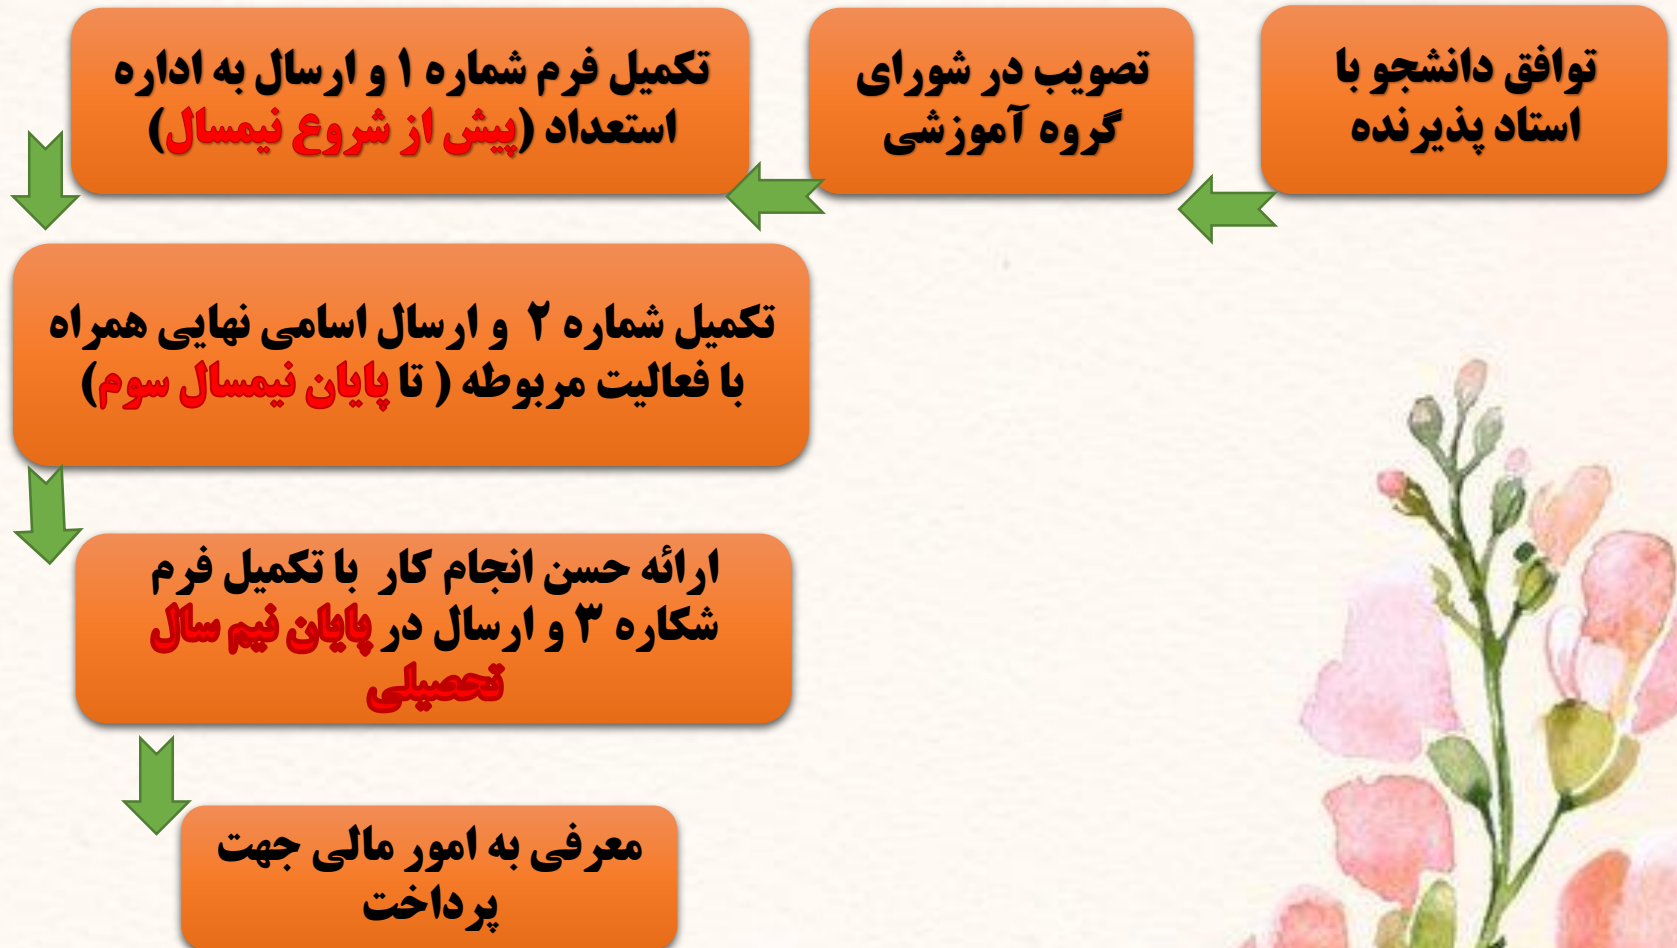 توافق دانشجو با
استاد پذیرنده
تصویب در شورای
گروه آموزشی
تکمیل فرم شماره ۱ و ارسال به اداره
استعداد (پیش از شروع نیمسال)
تکمیل شماره ۲ و ارسال اسامی نهایی همراه
با فعالیت مربوطه ( تا پایان نیمسال سوم)
ارائه حسن انجام کار با تکمیل فرم
شکاره ۳ و ارسال در پایان نیم سال
تحصیلی
معرفی به امور مالی جهت
پرداخت